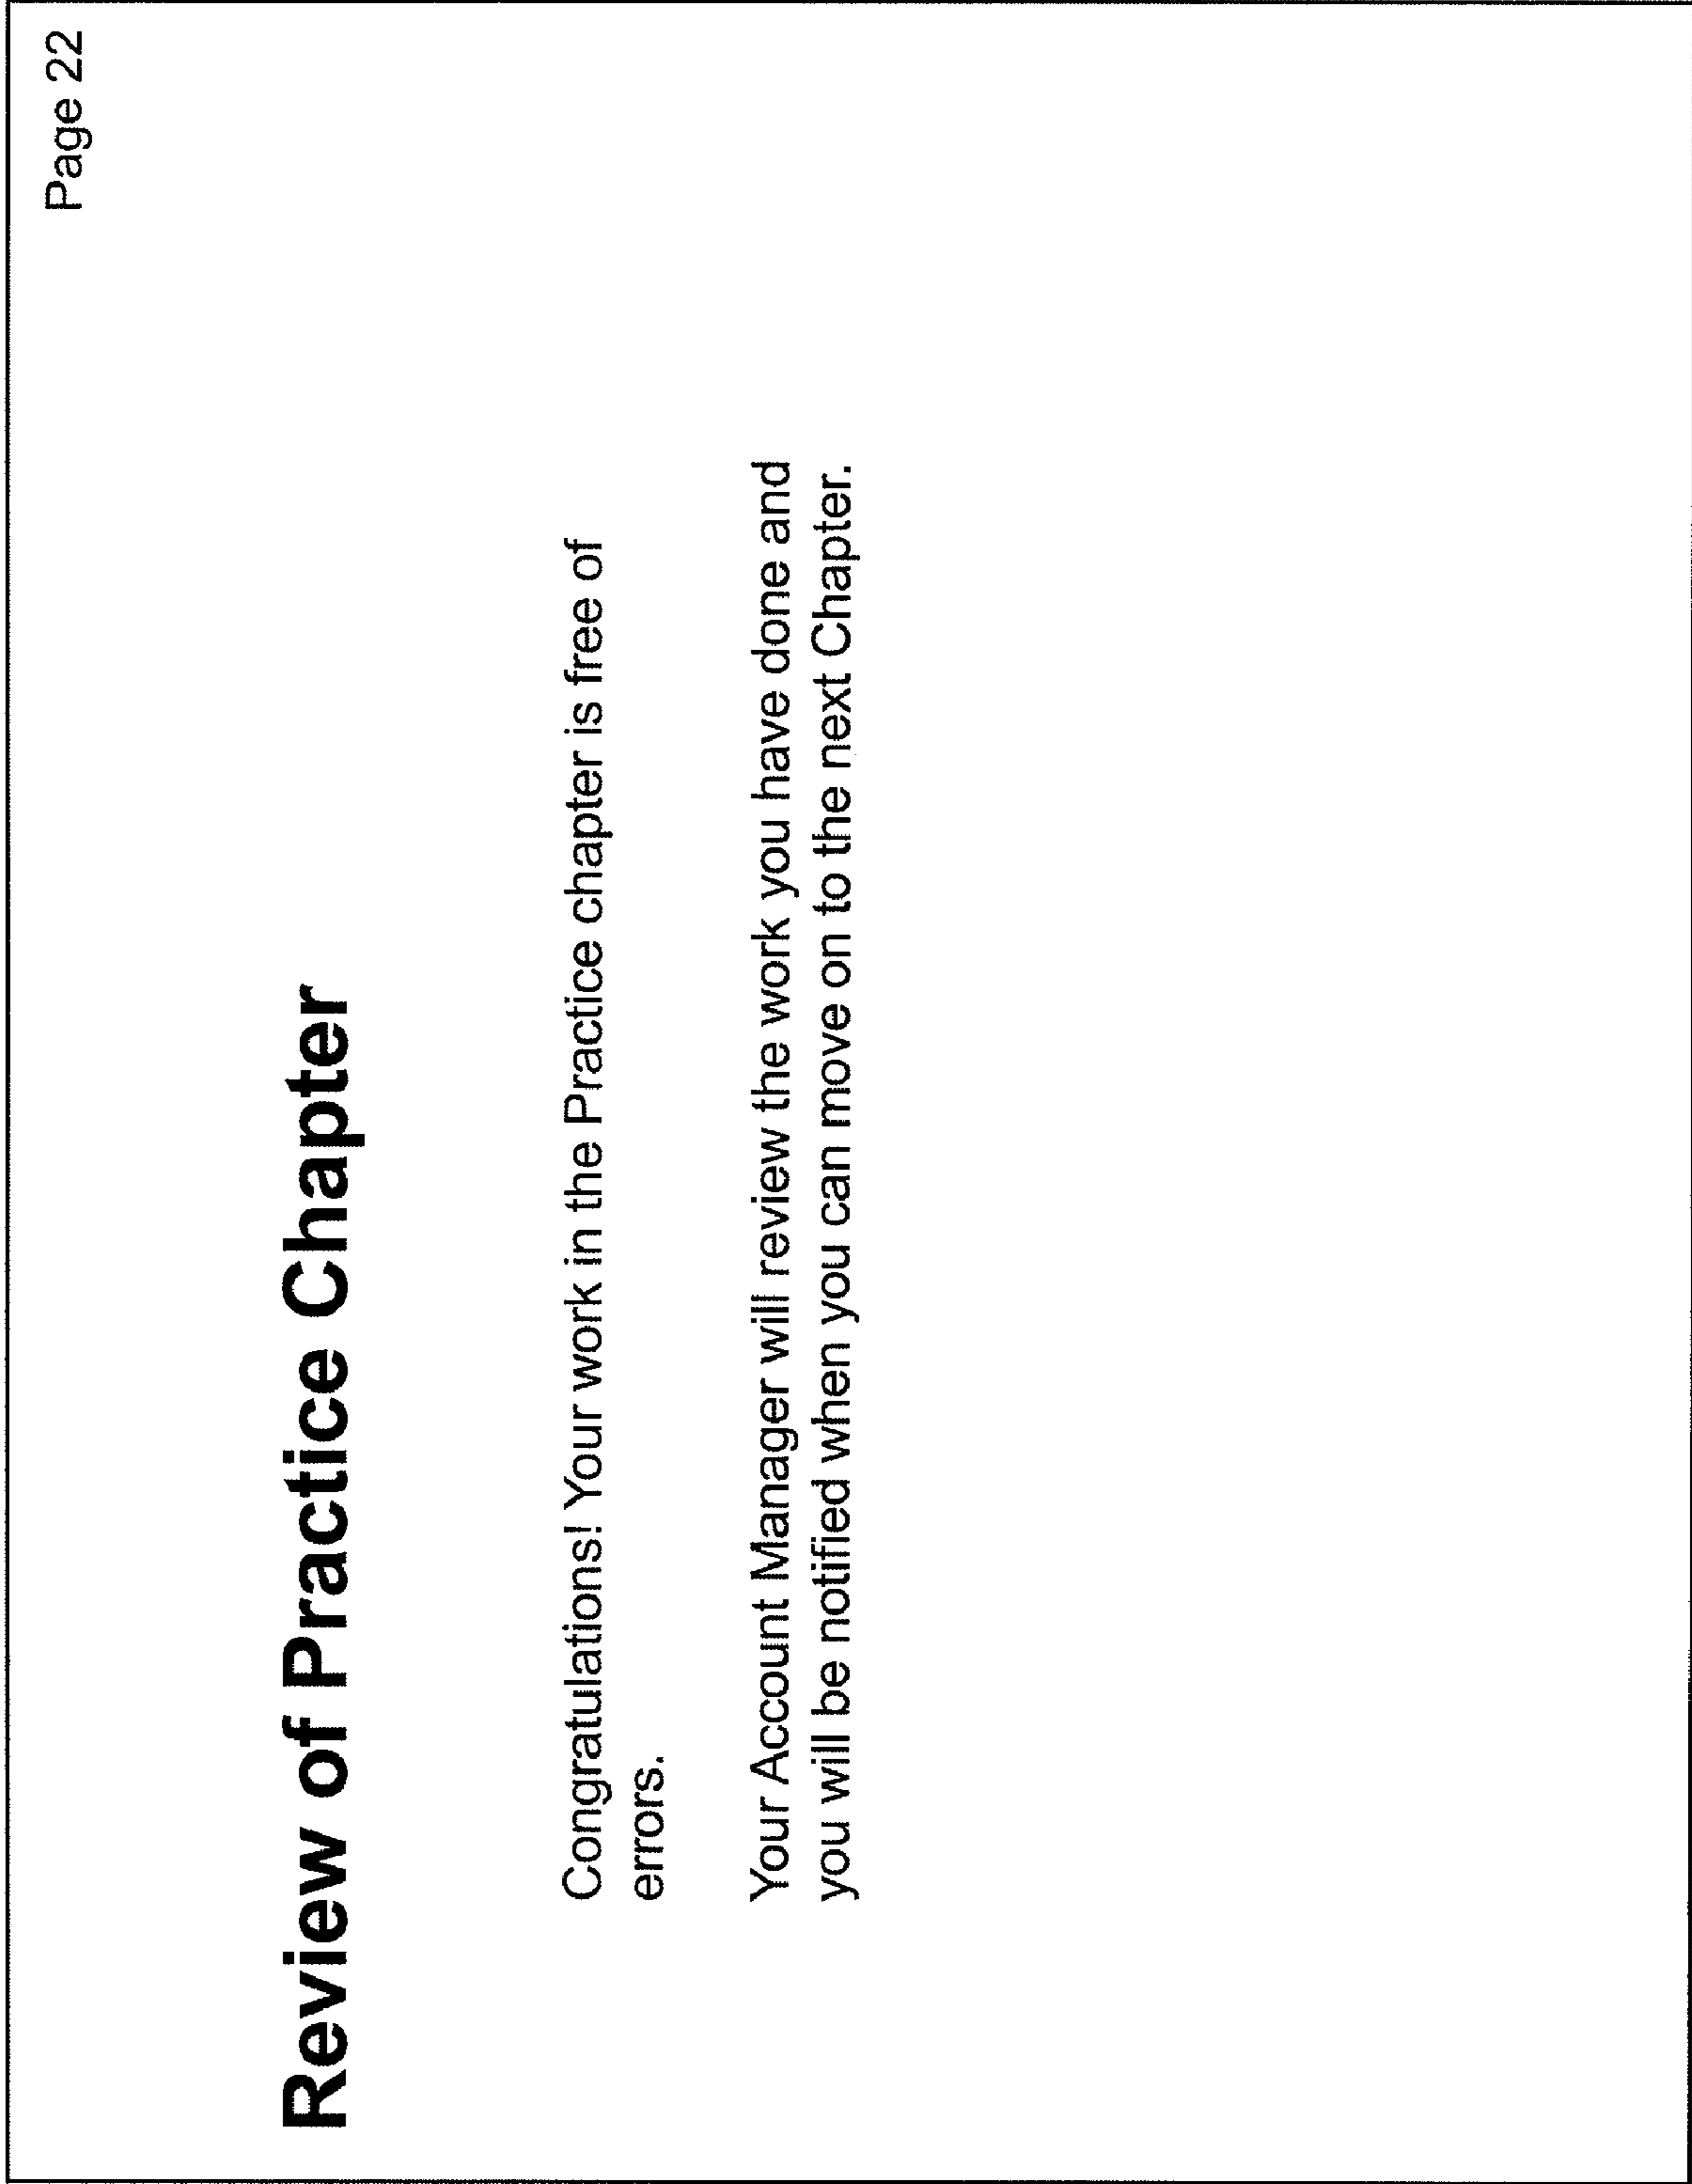 Page 22
Review of Practice Chapter
Congratulations! Your work in the Practice chapter is free of
errors.
Your Account Manager will review the work you have done and
you will be notified when you can move on to the next Chapter.